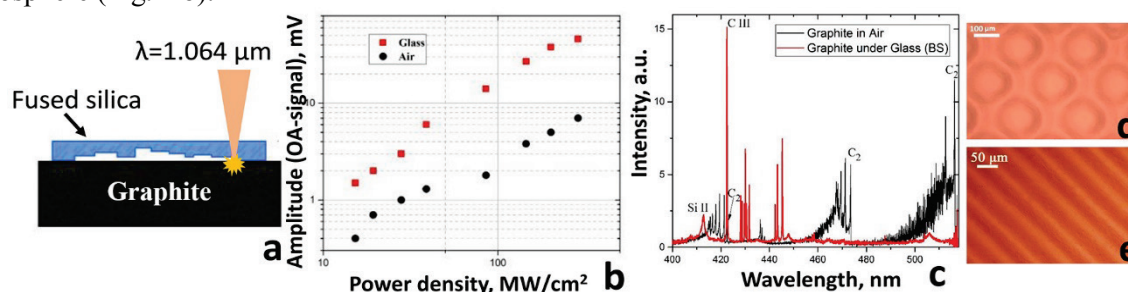 λ=1.064 µm
Fused silica
Graphite
a
Amplitude (OA-signal), mV
Glass
Air
10
1
10
100
Power density, MW/cm²
b
Intensity, a.u.
15
10
5
0
C III
Graphite in Air
Graphite under Glass (BS)
C₂
C₂
C₂
Si II
400
420
440
460
480
500
Wavelength, nm
c
100 µm
d
50 µm
e